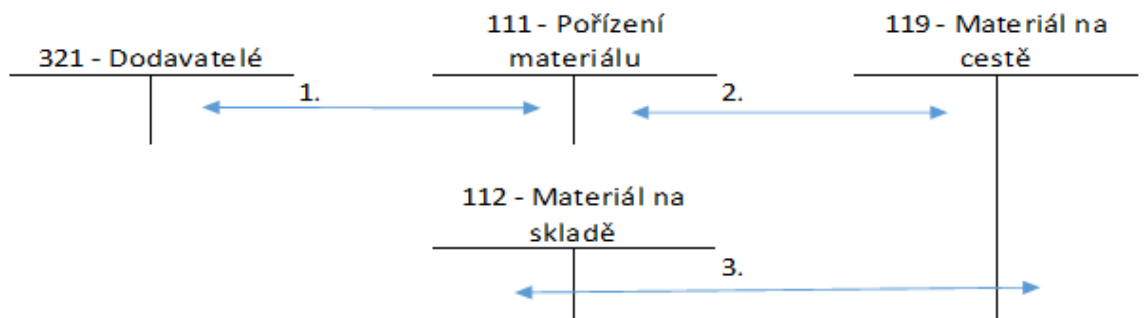 321 - Dodavatelé
111 - Pořízení
materiálu
119 - Materiál na
cestě
1.
2.
112 - Materiál na
skladě
3.